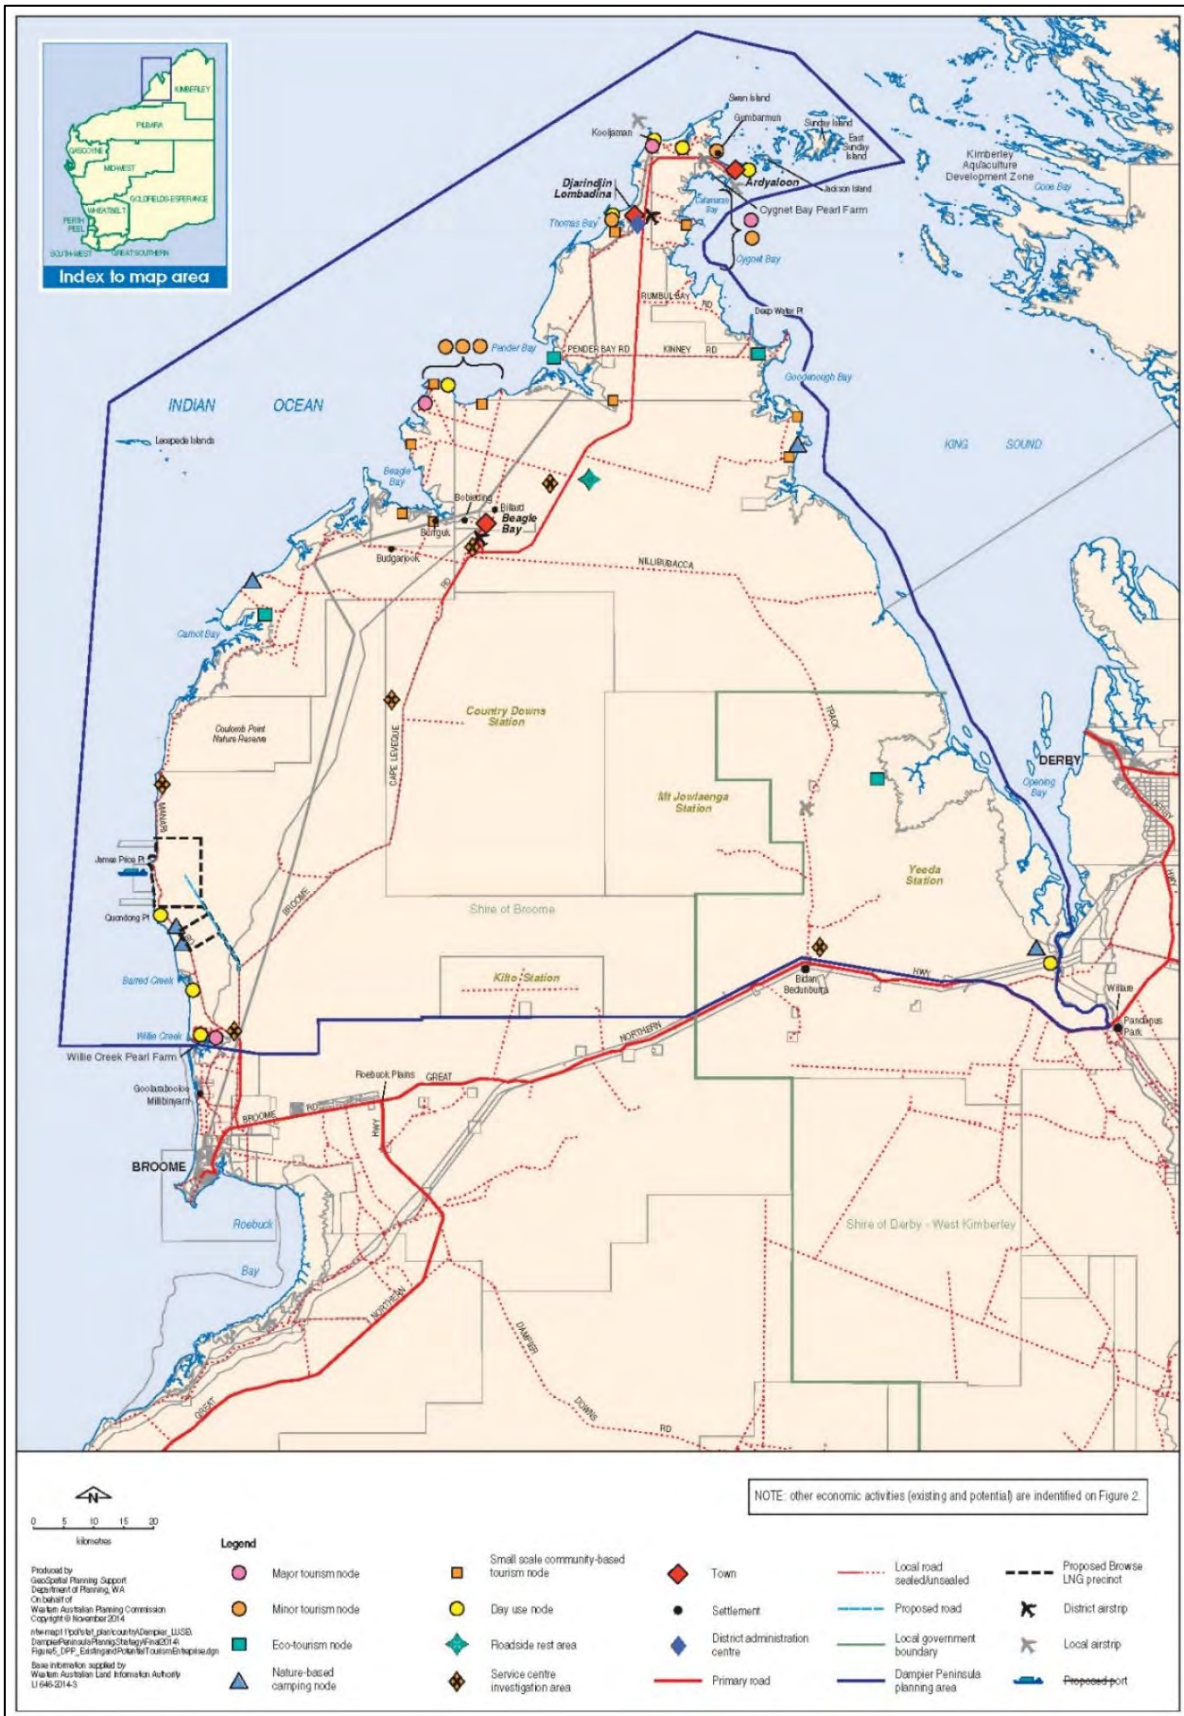 KIMBERLEY
PILBARA
GASCOYNE
MIDWEST
GOLDFIELDS-ESPERANCE
WHEATBELT
PERTH
PEEL
SOUTH-WEST
GREAT SOUTHERN
Index to map area
Swan Island
Gumbarmun
Kooljaman
Sunday Island
East
Sunday
Island
Kimberley
Aquaculture
Development Zone
Cone Bay
Ardyaloon
Jackson Island
Djarindjin
Lombadina
Catamaran
Bay
Cygnet Bay Pearl Farm
Thomas Bay
Cygnet Bay
RUMBUL BAY
RD
Deep Water Pt
Pender Bay
PENDER BAY RD
KINNEY RD
Goodenough Bay
INDIAN OCEAN
Lacepede Islands
KING SOUND
Beagle
Bay
Bobieding
Billard
Beagle
Bay
Burrguk
Budgarjook
NILLIBUBACCA
RD
Carnot Bay
Country Downs
Station
Coulomb Point
Nature Reserve
TRACK
CAPE LEVEQUE
DERBY
Opening
Bay
Mt Jowlaenga
Station
DERBY
MANARI
HWY
James Price Pt
Yeeda
Station
BROOME
Shire of Broome
Quondong Pt
RD
Kilto Station
HWY
Barred Creek
Bidan
Bedunburra
Willare
Pandanus
Park
Willie Creek
NORTHERN
Willie Creek Pearl Farm
Roebuck Plains
GREAT
Goolarabooloo
Millibinyarri
BROOME RD
HWY
BROOME
Roebuck
Bay
Shire of Derby - West Kimberley
NORTHERN
DAMPIER
GREAT
DOWNS
RD
N
0 5 10 15 20
kilometres
NOTE: other economic activities (existing and potential) are indentified on Figure 2.
Produced by
GeoSpatial Planning Support
Department of Planning, WA
On behalf of
Western Australian Planning Commission
Copyright © November 2014
Base information supplied by
Western Australian Land Information Authority
LI 646-2014-3
Legend
Major tourism node
Minor tourism node
Eco-tourism node
Nature-based
camping node
Small scale community-based
tourism node
Day use node
Roadside rest area
Service centre
investigation area
Town
Settlement
District administration
centre
Primary road
Local road
sealed/unsealed
Proposed road
Local government
boundary
Dampier Peninsula
planning area
Proposed Browse
LNG precinct
District airstrip
Local airstrip
Proposed port